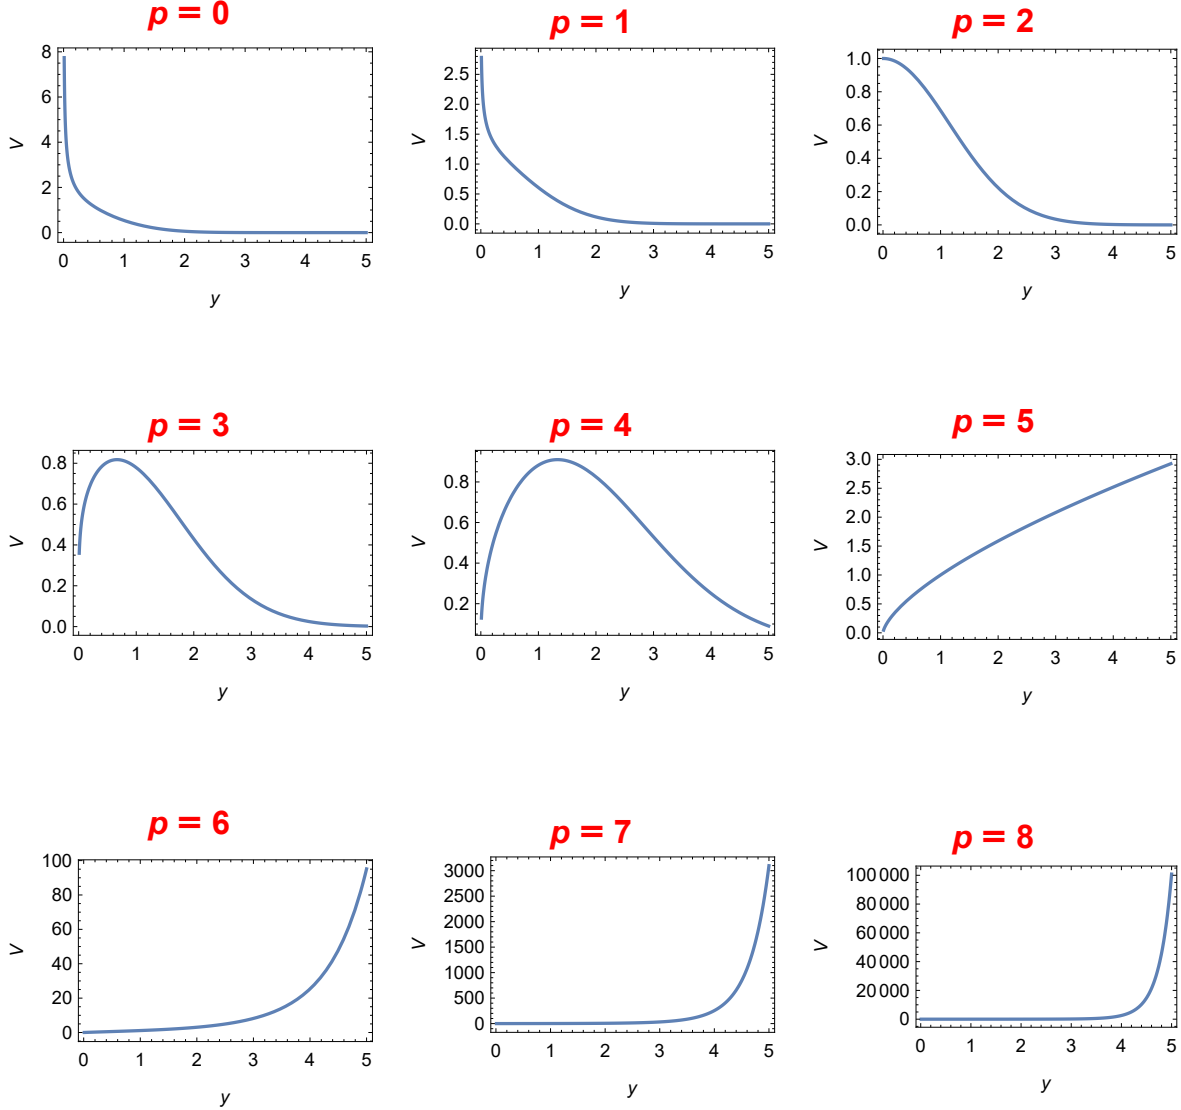 p = 0
8
6
4
2
0
V
0 1 2 3 4 5
y
p = 1
2.5
2.0
1.5
1.0
0.5
0.0
V
0 1 2 3 4 5
y
p = 2
1.0
0.8
0.6
0.4
0.2
0.0
V
0 1 2 3 4 5
y
p = 3
0.8
0.6
0.4
0.2
0.0
V
0 1 2 3 4 5
y
p = 4
0.8
0.6
0.4
0.2
V
0 1 2 3 4 5
y
p = 5
3.0
2.5
2.0
1.5
1.0
0.5
0.0
V
0 1 2 3 4 5
y
p = 6
100
80
60
40
20
0
V
0 1 2 3 4 5
y
p = 7
3000
2500
2000
1500
1000
500
0
V
0 1 2 3 4 5
y
p = 8
100 000
80 000
60 000
40 000
20 000
0
V
0 1 2 3 4 5
y